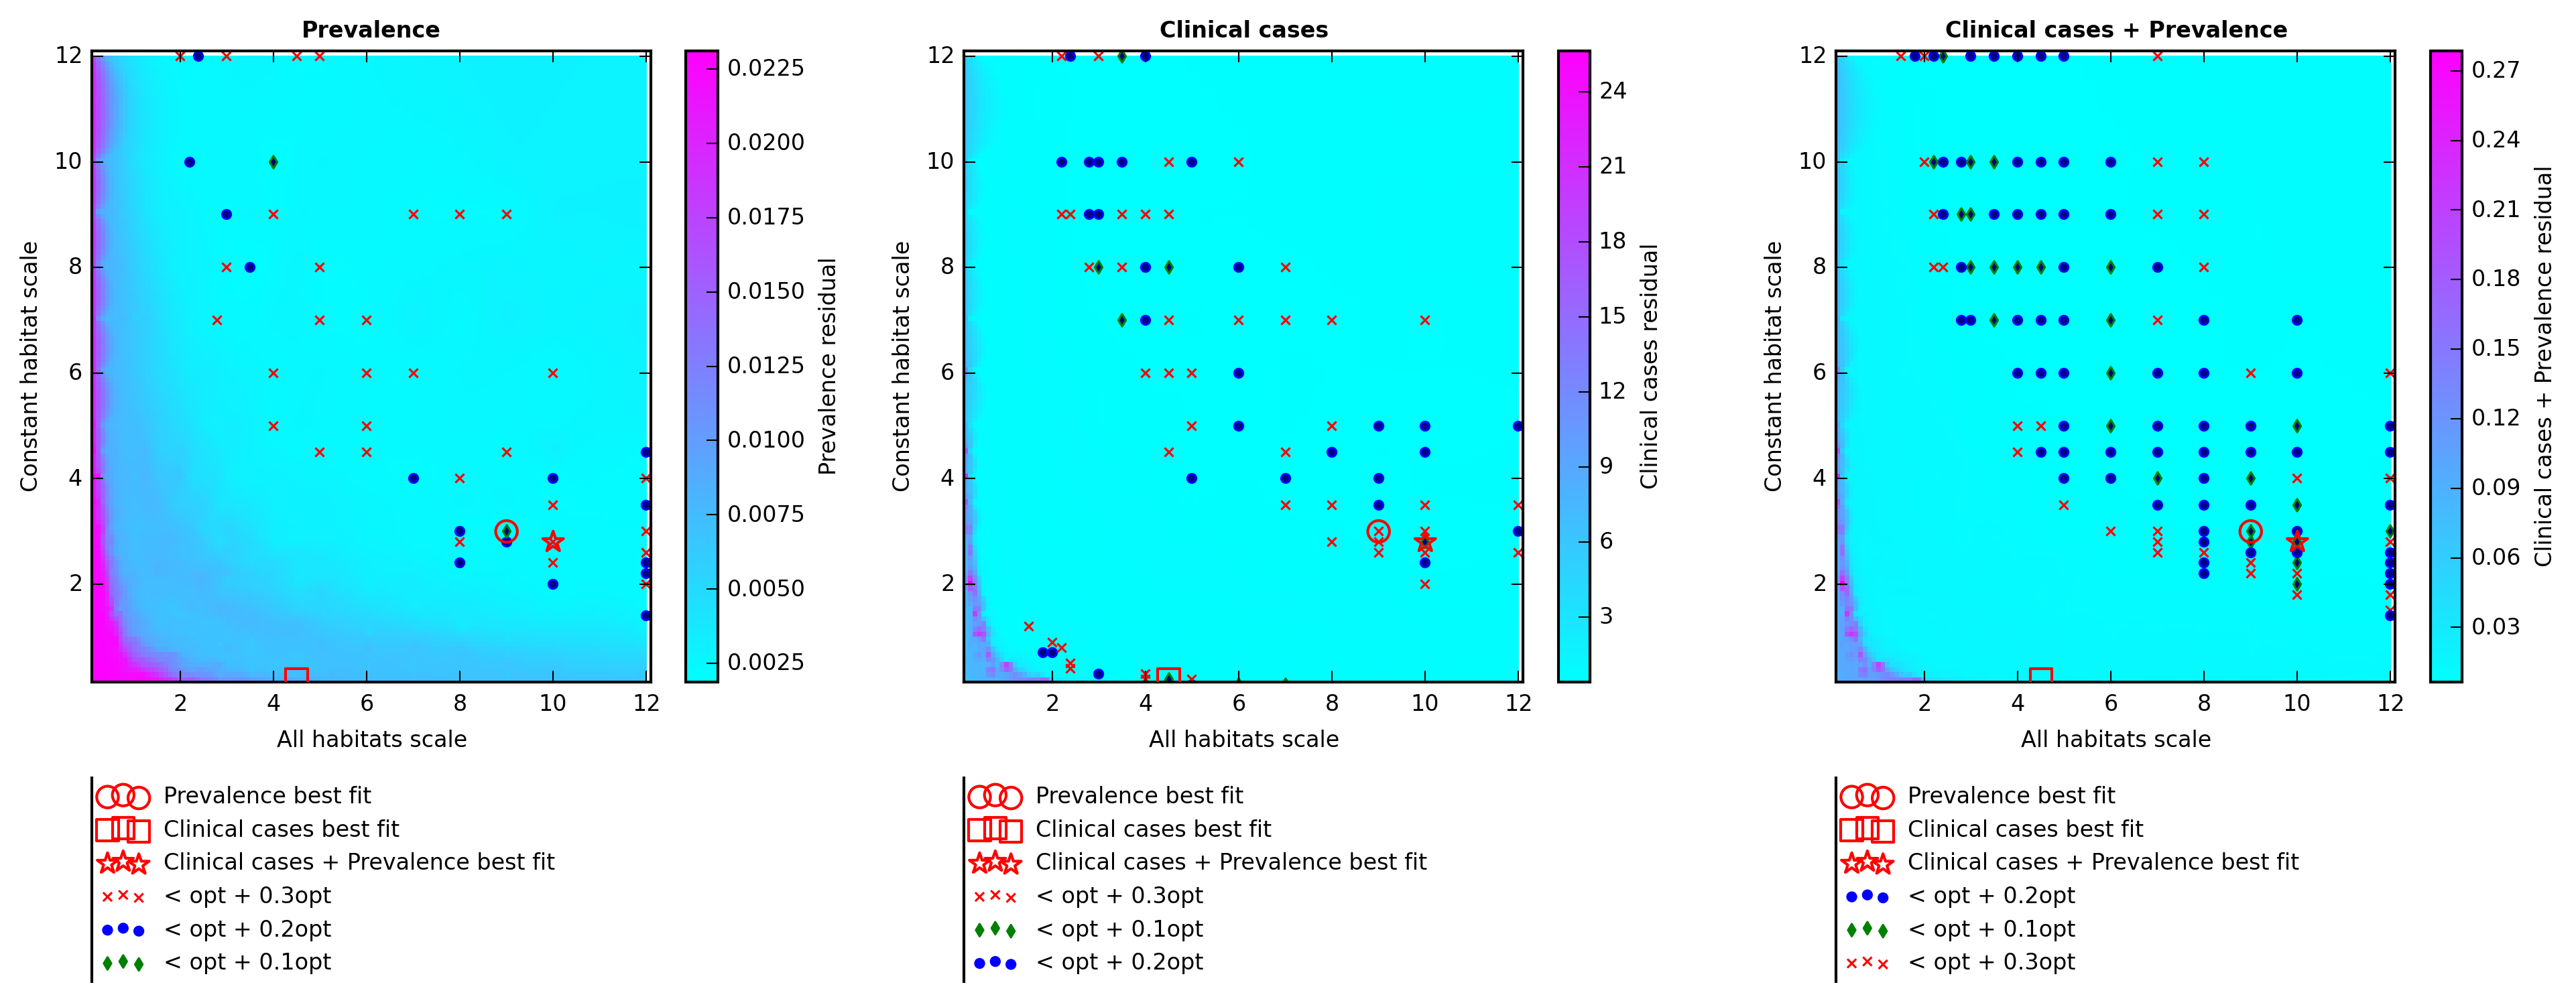 Prevalence
Constant habitat scale
12
10
8
6
4
2
2 4 6 8 10 12
All habitats scale
0.0225
0.0200
0.0175
0.0150
0.0125
0.0100
0.0075
0.0050
0.0025
Prevalence residual
Prevalence best fit
Clinical cases best fit
Clinical cases + Prevalence best fit
< opt + 0.3opt
< opt + 0.2opt
< opt + 0.1opt
Clinical cases
Constant habitat scale
12
10
8
6
4
2
2 4 6 8 10 12
All habitats scale
24
21
18
15
12
9
6
3
Clinical cases residual
Prevalence best fit
Clinical cases best fit
Clinical cases + Prevalence best fit
< opt + 0.3opt
< opt + 0.1opt
< opt + 0.2opt
Clinical cases + Prevalence
Constant habitat scale
12
10
8
6
4
2
2 4 6 8 10 12
All habitats scale
0.27
0.24
0.21
0.18
0.15
0.12
0.09
0.06
0.03
Clinical cases + Prevalence residual
Prevalence best fit
Clinical cases best fit
Clinical cases + Prevalence best fit
< opt + 0.2opt
< opt + 0.1opt
< opt + 0.3opt